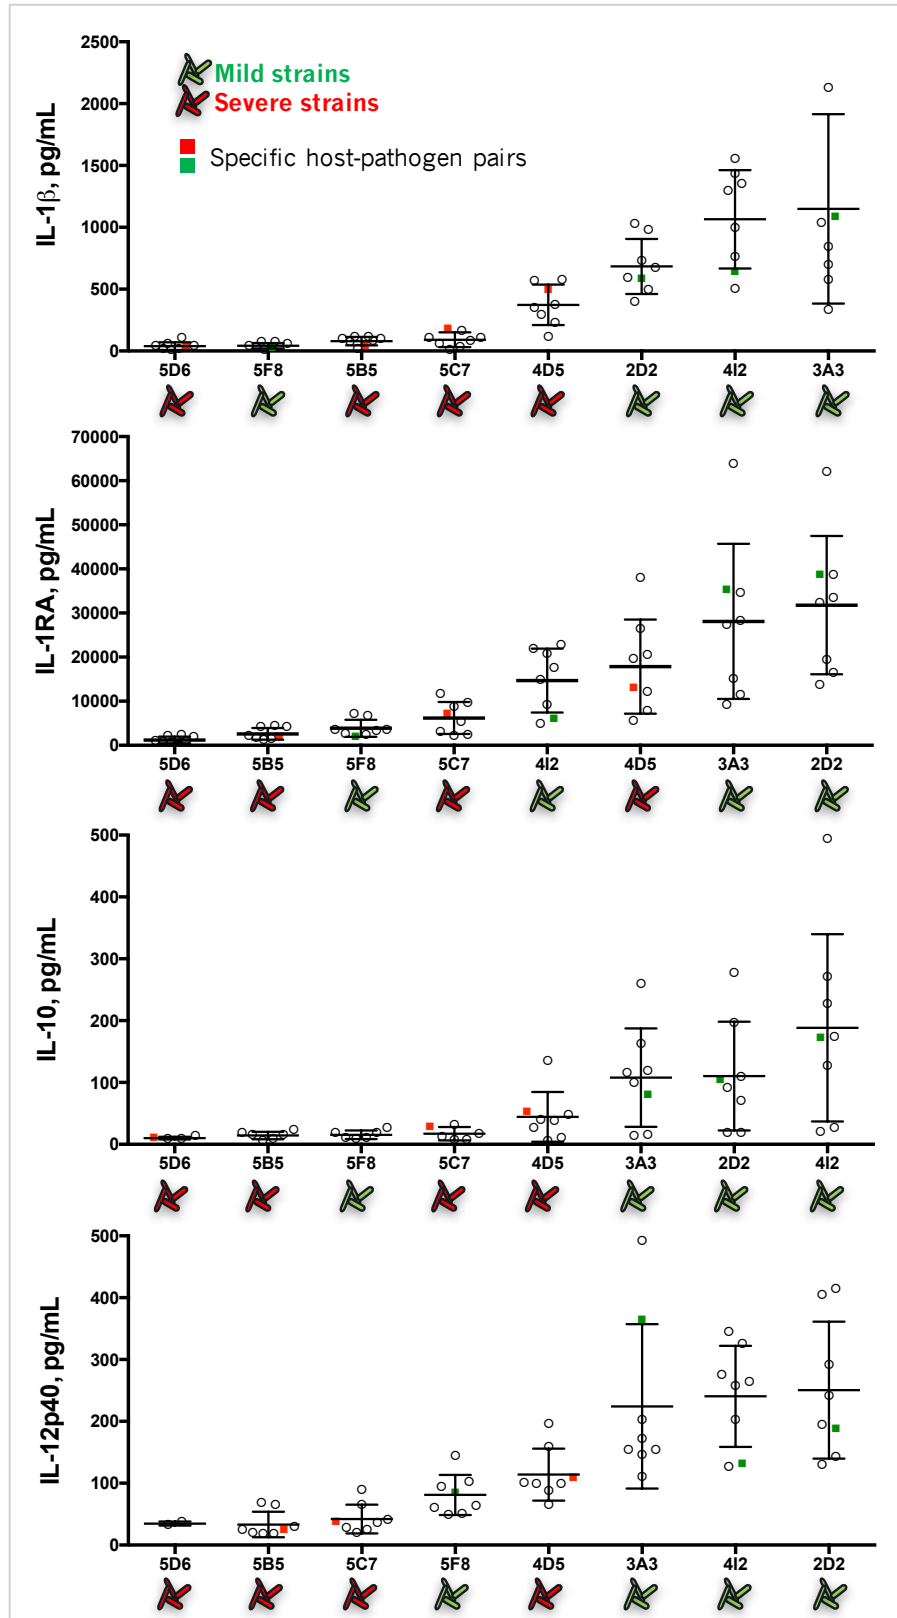 2500
2000
1500
1000
500
0
IL-1β, pg/mL
Mild strains
Severe strains
Specific host-pathogen pairs
5D6 5F8 5B5 5C7 4D5 2D2 4I2 3A3
70000
60000
50000
40000
30000
20000
10000
0
IL-1RA, pg/mL
5D6 5B5 5F8 5C7 4I2 4D5 3A3 2D2
500
400
300
200
100
0
IL-10, pg/mL
5D6 5B5 5F8 5C7 4D5 3A3 2D2 4I2
500
400
300
200
100
0
IL-12p40, pg/mL
5D6 5B5 5C7 5F8 4D5 3A3 4I2 2D2